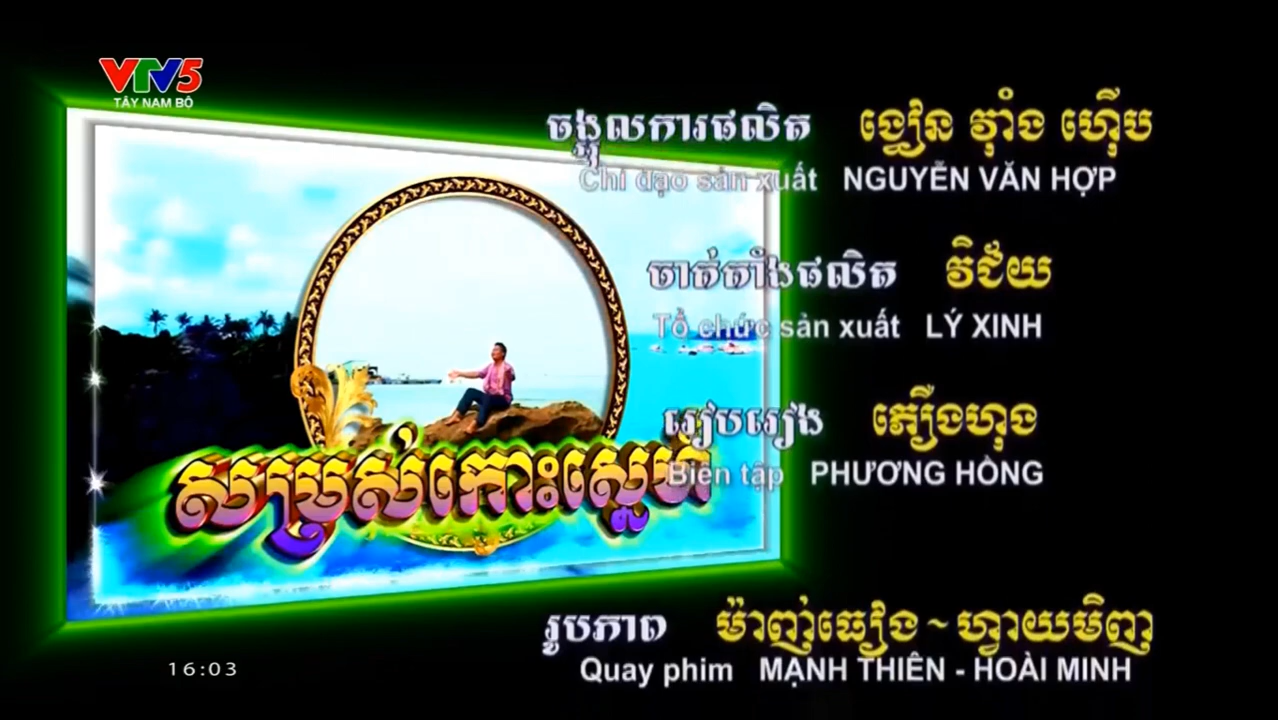 VTV5
TÂY NAM BỘ
ចង្អុលការផលិត ង្វៀន វ៉ាំង ហ៊ើប
Chỉ đạo sản xuất NGUYỄN VĂN HỢP
ចាត់តាំងផលិត វិជ័យ
Tổ chức sản xuất LÝ XINH
រៀបរៀង ភឿងហុង
Biên tập PHƯƠNG HỒNG
សម្រស់កោះស្នេហ៍
រូបភាព ម៉ាញ់ធៀង ~ ហ្វាយមិញ
Quay phim MẠNH THIÊN - HOÀI MINH
16:03